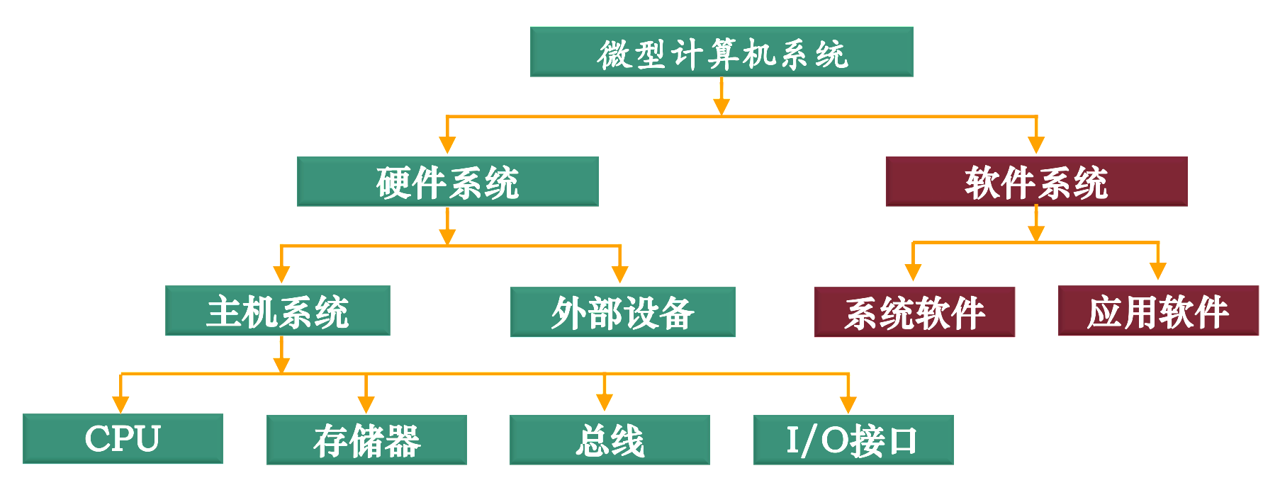 微型计算机系统
硬件系统
软件系统
主机系统
外部设备
系统软件
应用软件
CPU
存储器
总线
I/O接口